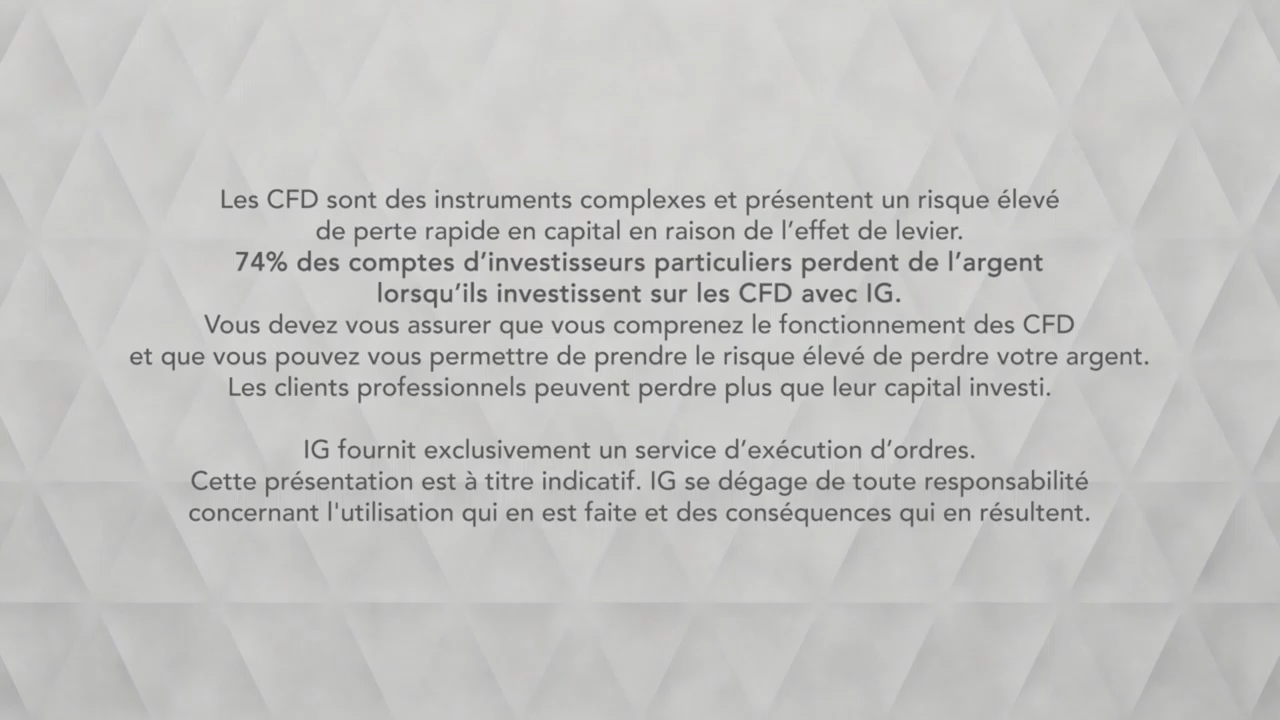 Les CFD sont des instruments complexes et présentent un risque élevé
de perte rapide en capital en raison de l’effet de levier.
74% des comptes d’investisseurs particuliers perdent de l’argent
lorsqu’ils investissent sur les CFD avec IG.
Vous devez vous assurer que vous comprenez le fonctionnement des CFD
et que vous pouvez vous permettre de prendre le risque élevé de perdre votre argent.
Les clients professionnels peuvent perdre plus que leur capital investi.
IG fournit exclusivement un service d’exécution d’ordres.
Cette présentation est à titre indicatif. IG se dégage de toute responsabilité
concernant l'utilisation qui en est faite et des conséquences qui en résultent.